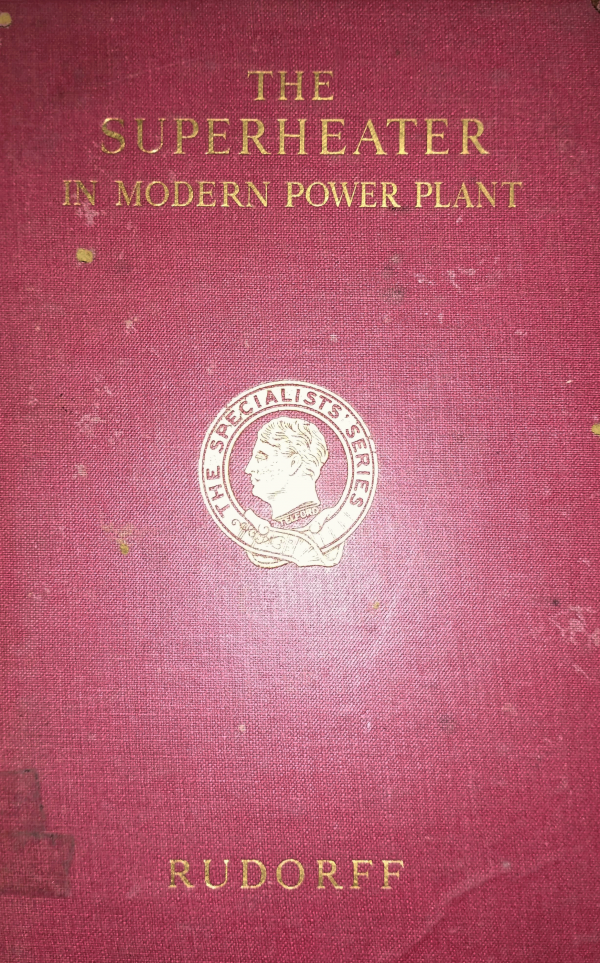 THE
SUPERHEATER
IN MODERN POWER PLANT
THE SPECIALISTS' SERIES
TELFORD
RUDORFF